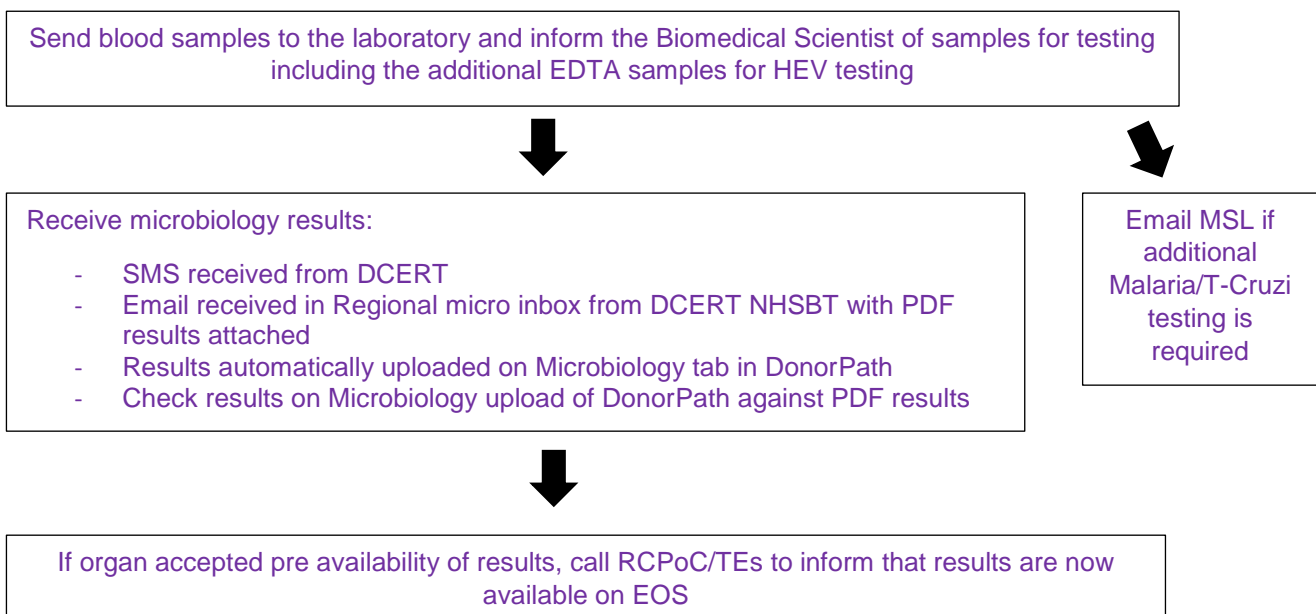 Send blood samples to the laboratory and inform the Biomedical Scientist of samples for testing
including the additional EDTA samples for HEV testing
Receive microbiology results:
- SMS received from DCERT
- Email received in Regional micro inbox from DCERT NHSBT with PDF
results attached
- Results automatically uploaded on Microbiology tab in DonorPath
- Check results on Microbiology upload of DonorPath against PDF results
Email MSL if
additional
Malaria/T-Cruzi
testing is
required
If organ accepted pre availability of results, call RCPoC/TEs to inform that results are now
available on EOS